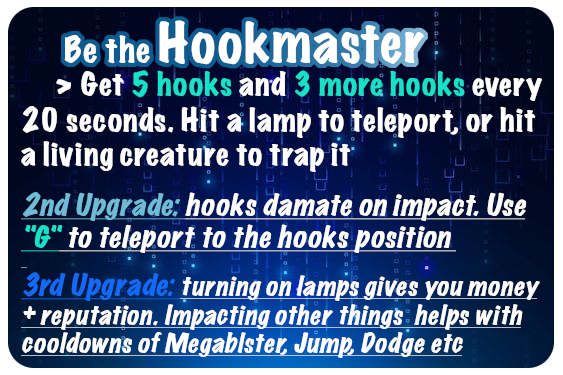 Be the Hookmaster
> Get 5 hooks and 3 more hooks every
20 seconds. Hit a lamp to teleport, or hit
a living creature to trap it
2nd Upgrade: hooks damate on impact. Use
"G" to teleport to the hooks position
3rd Upgrade: turning on lamps gives you money
+ reputation. Impacting other things helps with
cooldowns of Megablster, Jump, Dodge etc